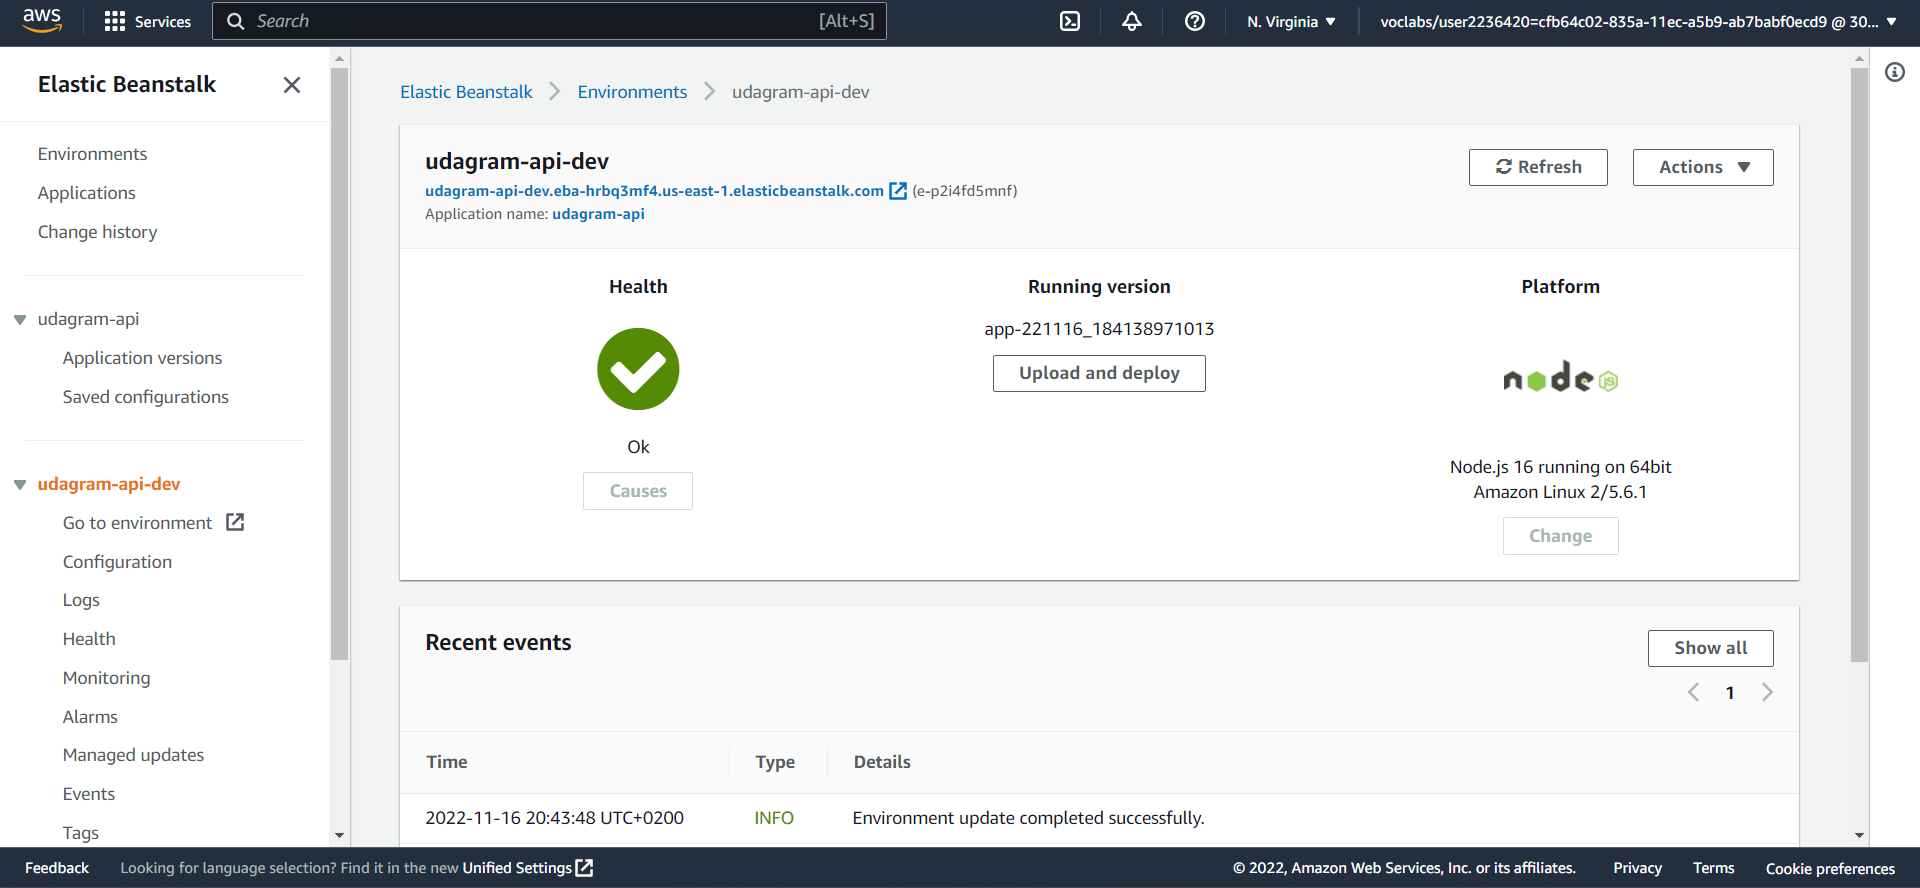 aws
Services
Search
[Alt+S]
N. Virginia
voclabs/user2236420=cfb64c02-835a-11ec-a5b9-ab7babf0ecd9 @ 30...
Elastic Beanstalk
Environments
Applications
Change history
udagram-api
Application versions
Saved configurations
udagram-api-dev
Go to environment
Configuration
Logs
Health
Monitoring
Alarms
Managed updates
Events
Tags
Elastic Beanstalk
Environments
udagram-api-dev
udagram-api-dev
udagram-api-dev.eba-hrbq3mf4.us-east-1.elasticbeanstalk.com (e-p2i4fd5mnf)
Application name: udagram-api
Refresh
Actions
Health
Ok
Causes
Running version
app-221116_184138971013
Upload and deploy
Platform
node JS
Node.js 16 running on 64bit
Amazon Linux 2/5.6.1
Change
Recent events
Show all
1
Time Type Details
2022-11-16 20:43:48 UTC+0200 INFO Environment update completed successfully.
Feedback
Looking for language selection? Find it in the new Unified Settings
© 2022, Amazon Web Services, Inc. or its affiliates.
Privacy
Terms
Cookie preferences